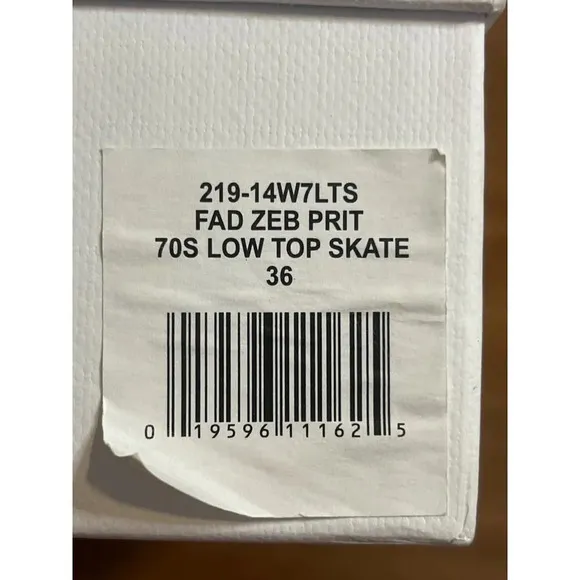 219-14W7LTS
FAD ZEB PRIT
70S LOW TOP SKATE
36
0 19596 11162 5